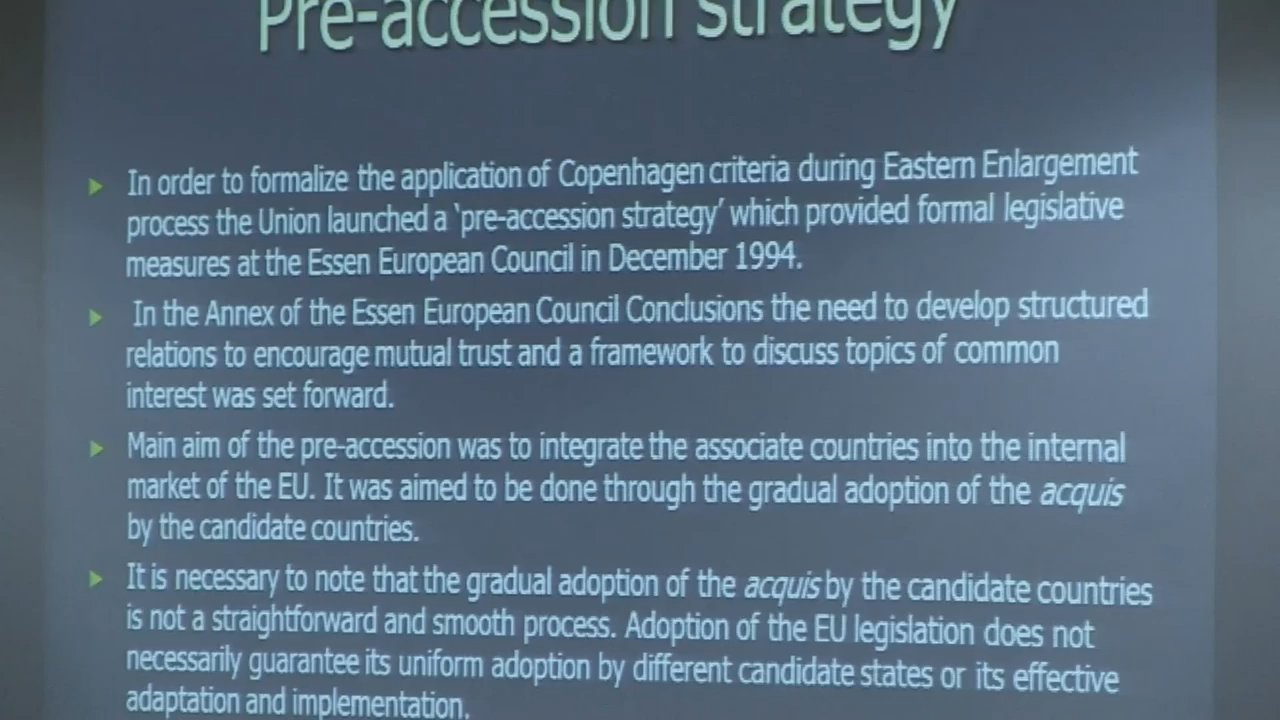 Pre-accession strategy
In order to formalize the application of Copenhagen criteria during Eastern Enlargement
process the Union launched a ‘pre-accession strategy’ which provided formal legislative
measures at the Essen European Council in December 1994.
In the Annex of the Essen European Council Conclusions the need to develop structured
relations to encourage mutual trust and a framework to discuss topics of common
interest was set forward.
Main aim of the pre-accession was to integrate the associate countries into the internal
market of the EU. It was aimed to be done through the gradual adoption of the acquis
by the candidate countries.
It is necessary to note that the gradual adoption of the acquis by the candidate countries
is not a straightforward and smooth process. Adoption of the EU legislation does not
necessarily guarantee its uniform adoption by different candidate states or its effective
adaptation and implementation.